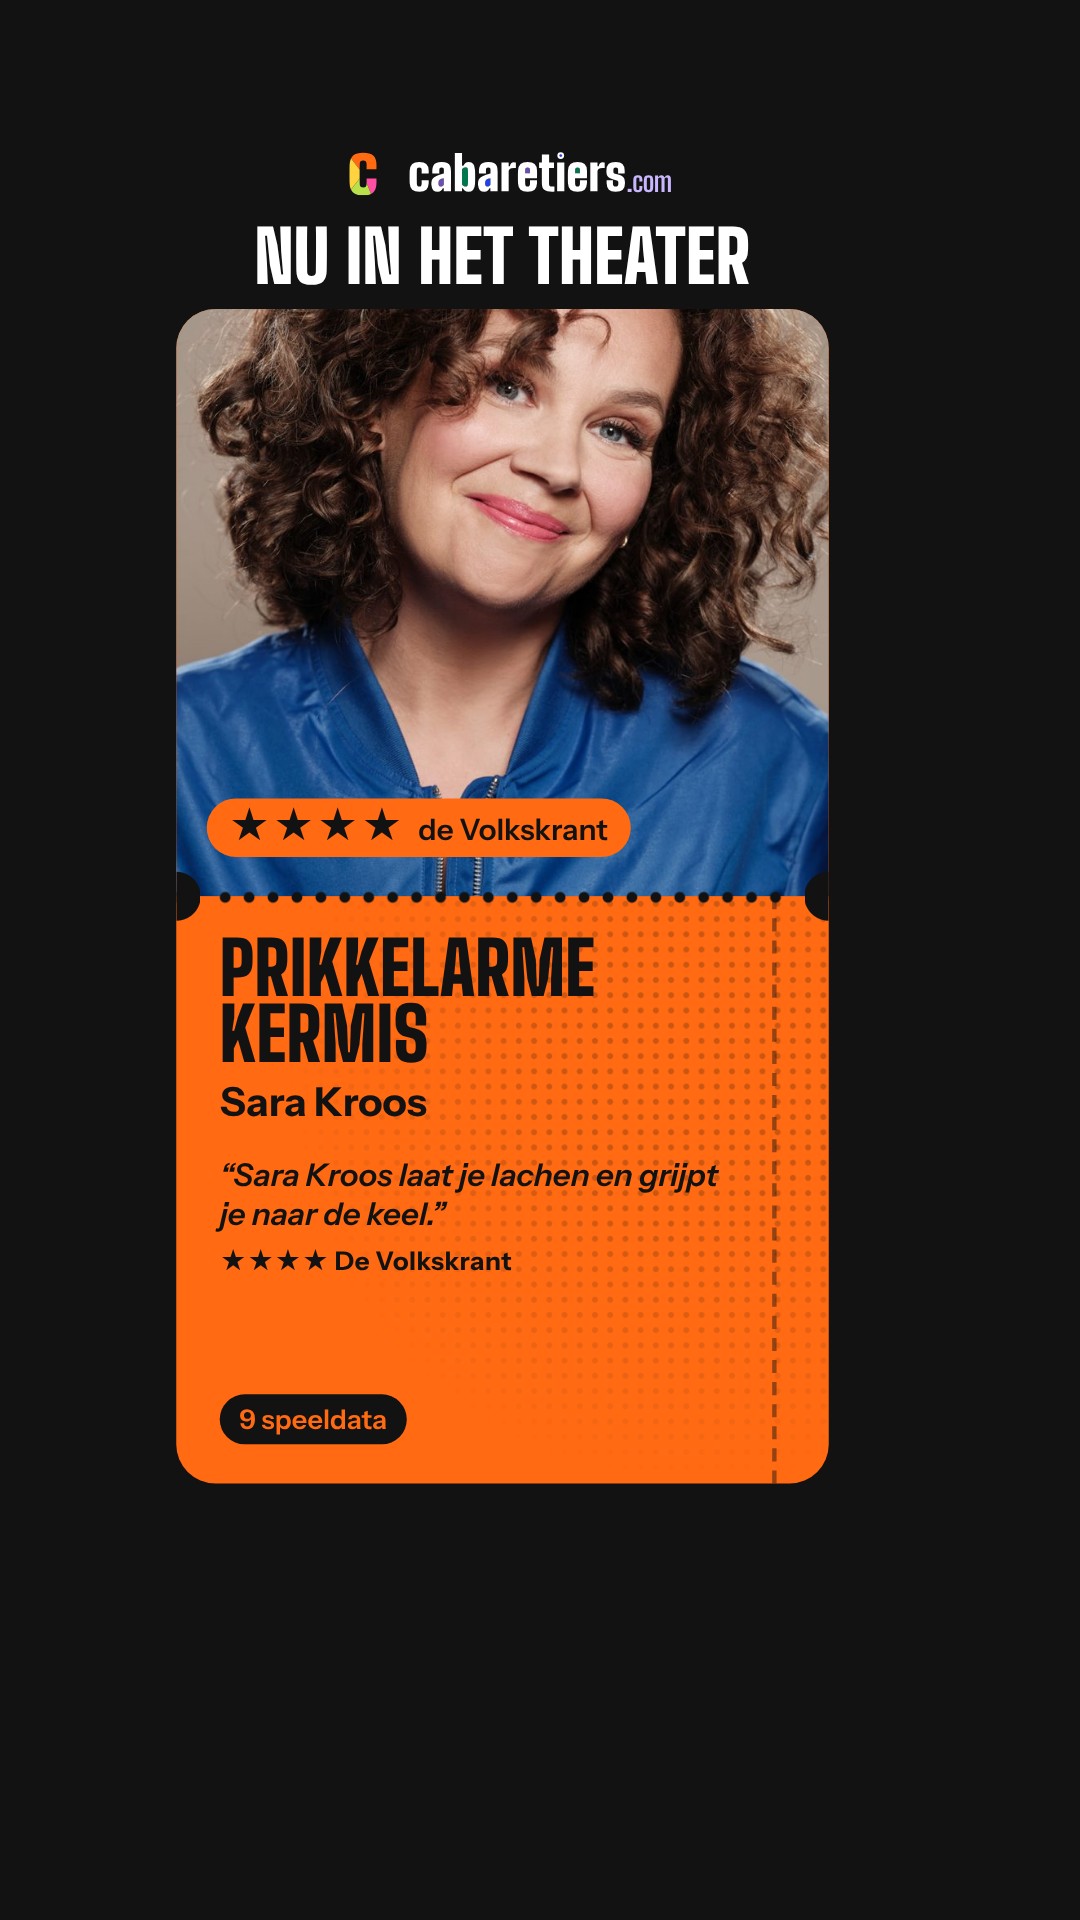 cabaretiers.com
NU IN HET THEATER
★★★★ de Volkskrant
PRIKKELARME
KERMIS
Sara Kroos
“Sara Kroos laat je lachen en grijpt
je naar de keel.”
★★★★ De Volkskrant
9 speeldata